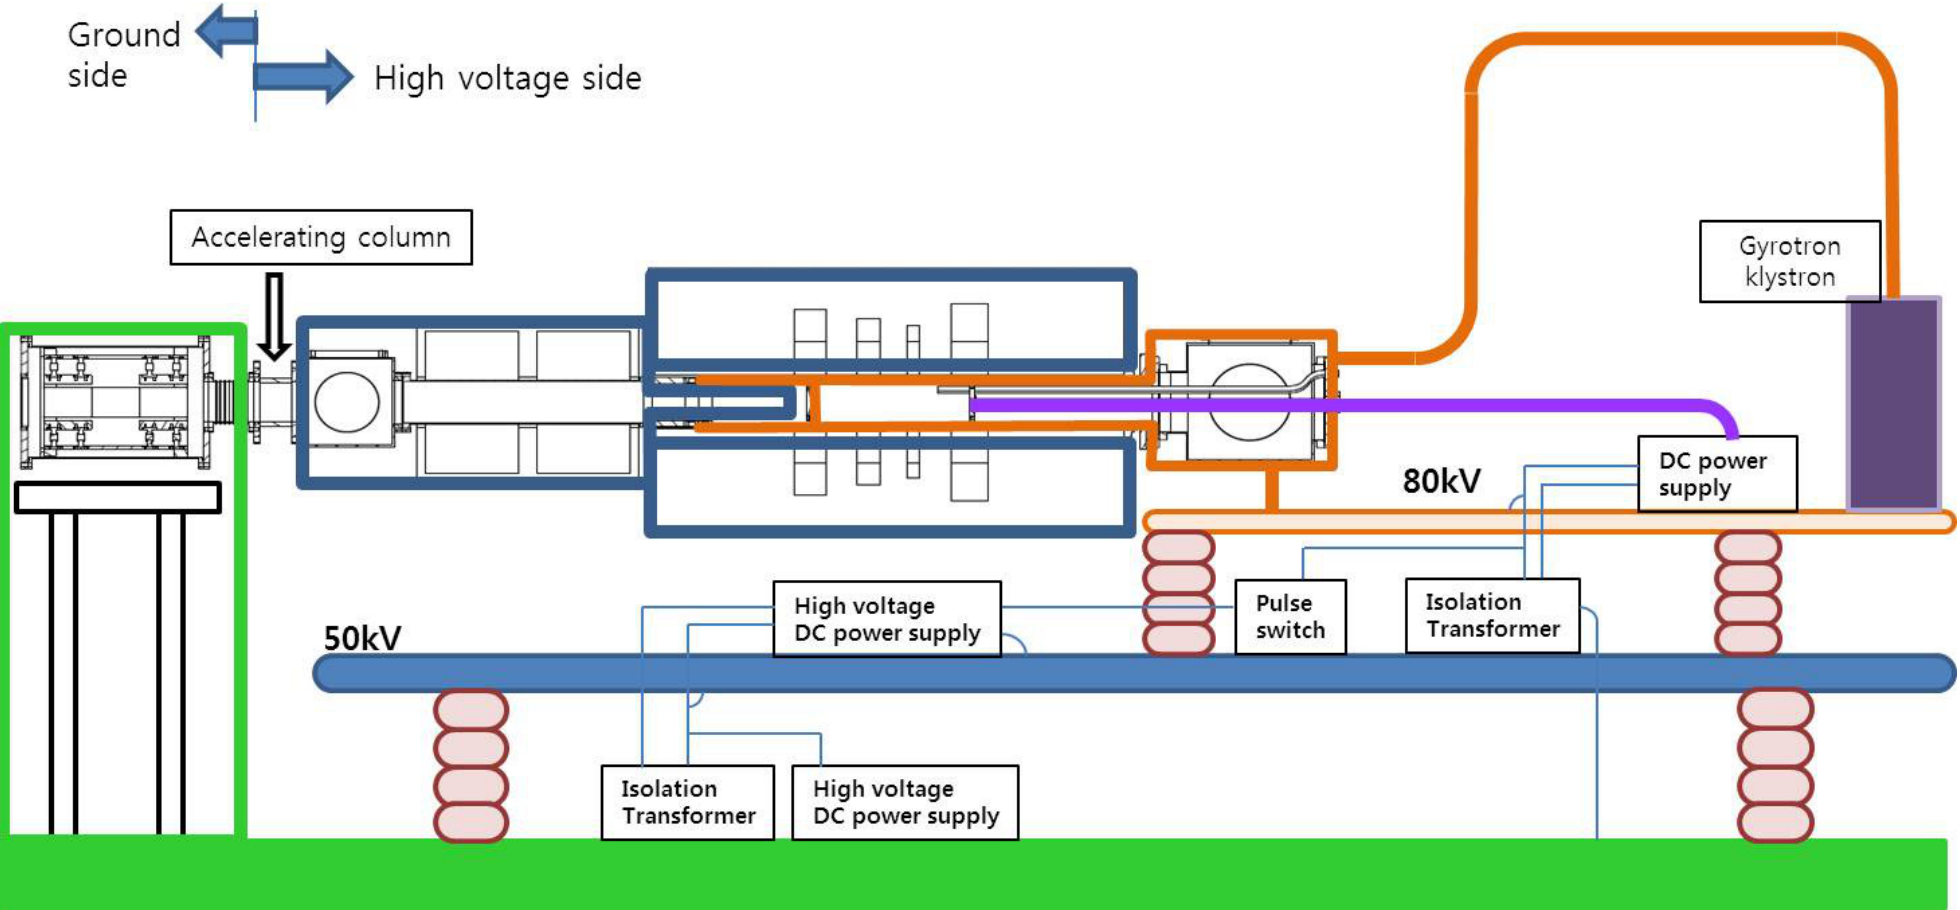 Ground
side
High voltage side
Accelerating column
Gyrotron
klystron
80kV
DC power
supply
50kV
High voltage
DC power supply
Pulse
switch
Isolation
Transformer
Isolation
Transformer
High voltage
DC power supply